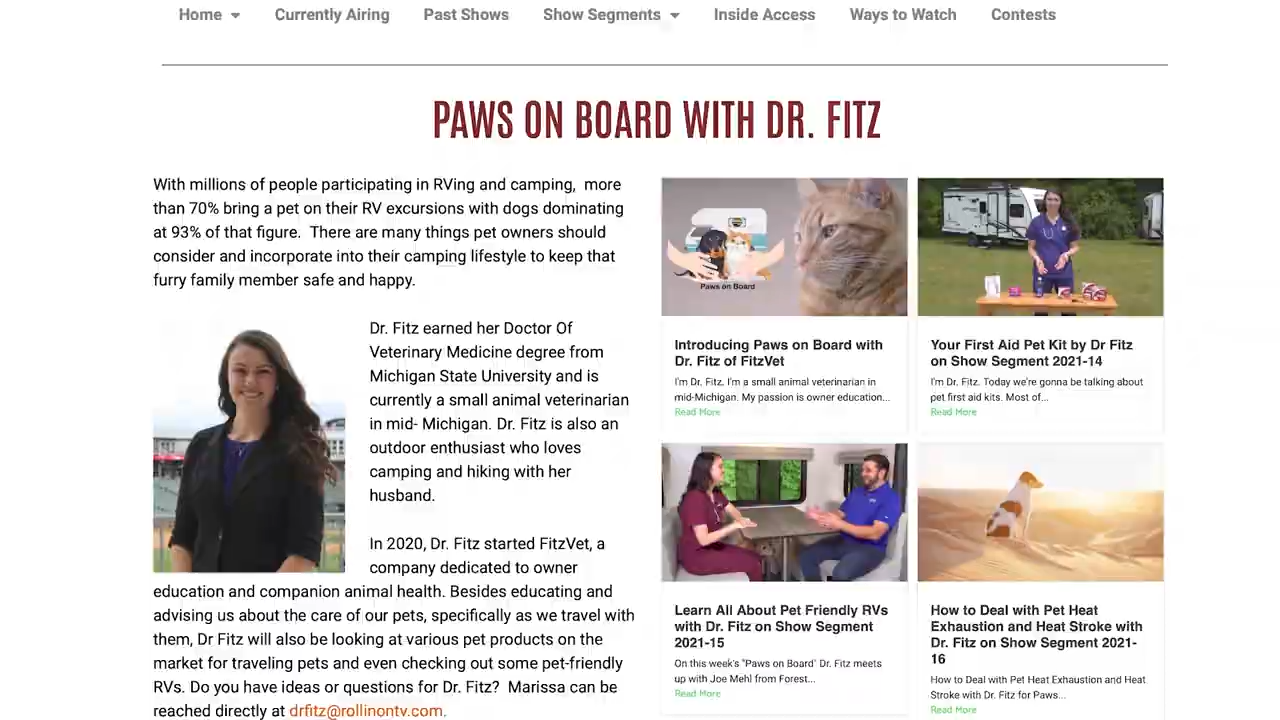 Home
Currently Airing
Past Shows
Show Segments
Inside Access
Ways to Watch
Contests
PAWS ON BOARD WITH DR. FITZ
With millions of people participating in RVing and camping, more
than 70% bring a pet on their RV excursions with dogs dominating
at 93% of that figure. There are many things pet owners should
consider and incorporate into their camping lifestyle to keep that
furry family member safe and happy.
Dr. Fitz earned her Doctor Of
Veterinary Medicine degree from
Michigan State University and is
currently a small animal veterinarian
in mid- Michigan. Dr. Fitz is also an
outdoor enthusiast who loves
camping and hiking with her
husband.
In 2020, Dr. Fitz started FitzVet, a
company dedicated to owner
education and companion animal health. Besides educating and
advising us about the care of our pets, specifically as we travel with
them, Dr Fitz will also be looking at various pet products on the
market for traveling pets and even checking out some pet-friendly
RVs. Do you have ideas or questions for Dr. Fitz? Marissa can be
reached directly at drfitz@rollinontv.com.
Paws on Board
Introducing Paws on Board with
Dr. Fitz of FitzVet
I'm Dr. Fitz. I'm a small animal veterinarian in
mid-Michigan. My passion is owner education...
Read More
Your First Aid Pet Kit by Dr Fitz
on Show Segment 2021-14
I'm Dr. Fitz. Today we're gonna be talking about
pet first aid kits. Most of...
Read More
Learn All About Pet Friendly RVs
with Dr. Fitz on Show Segment
2021-15
On this week's "Paws on Board" Dr. Fitz meets
up with Joe Mehl from Forest...
Read More
How to Deal with Pet Heat
Exhaustion and Heat Stroke with
Dr. Fitz on Show Segment 2021-
16
How to Deal with Pet Heat Exhaustion and Heat
Stroke with Dr. Fitz for Paws...
Read More